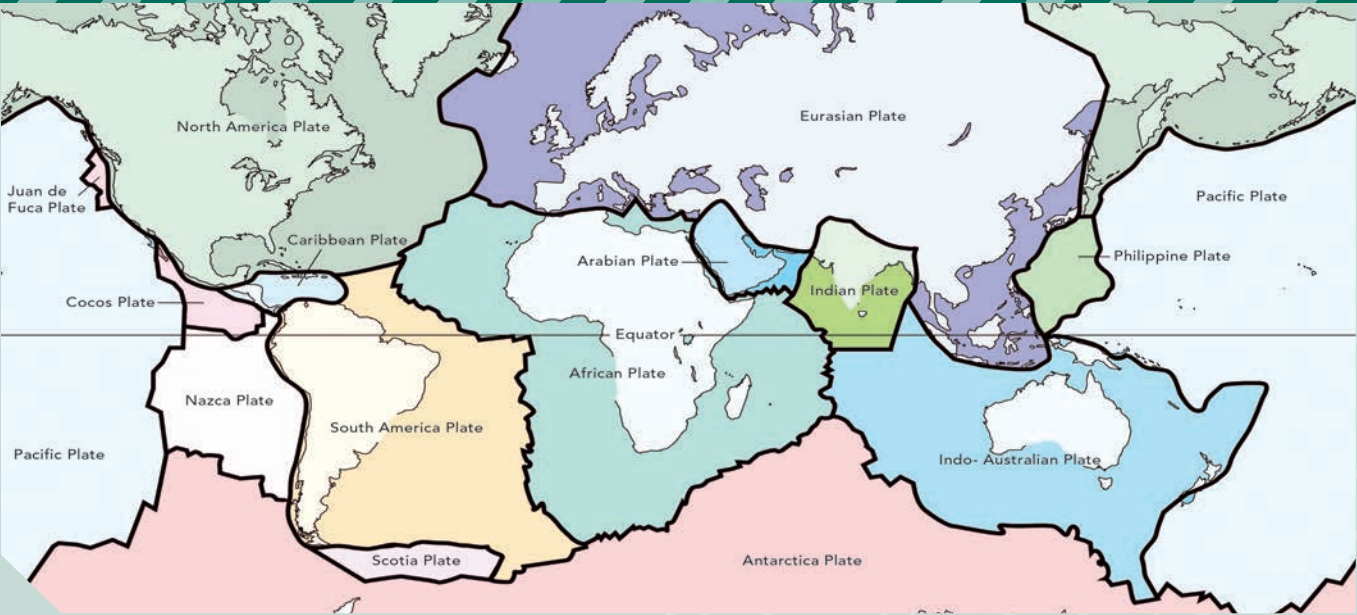 North America Plate
Eurasian Plate
Juan de
Fuca Plate
Pacific Plate
Caribbean Plate
Arabian Plate
Philippine Plate
Cocos Plate
Indian Plate
Equator
African Plate
Nazca Plate
South America Plate
Pacific Plate
Indo- Australian Plate
Scotia Plate
Antarctica Plate